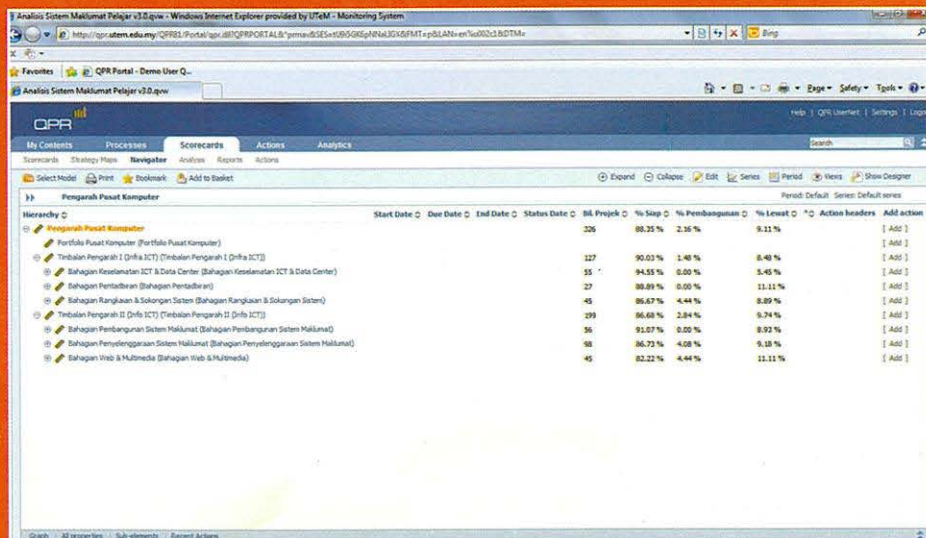 Analisis Sistem Maklumat Pelajar v3.0.qvw - Windows Internet Explorer provided by UTeM - Monitoring System
Bing
Favorites QPR Portal - Demo User Q...
Analisis Sistem Maklumat Pelajar v3.0.qvw Page Safety Tools
QPR Help | QPR UserNet | Settings | Logo
My Contents Processes Scorecards Actions Analytics Search
Scorecards Strategy Maps Navigator Analysis Reports Actions
Select Model Print Bookmark Add to Basket Expand Collapse Edit Series Period Views Show Designer
Pengarah Pusat Komputer Period: Default Series: Default series
Hierarchy Start Date Due Date End Date Status Date Bil. Projek % Siap % Pembangunan % Lewat Action headers Add action
Pengarah Pusat Komputer 326 88.35 % 2.16 % 9.11 % [ Add ]
Portfolio Pusat Komputer (Portfolio Pusat Komputer) [ Add ]
Timbalan Pengarah I (Infra ICT) (Timbalan Pengarah I (Infra ICT)) 127 90.03 % 1.48 % 8.48 % [ Add ]
Bahagian Keselamatan ICT & Data Center (Bahagian Keselamatan ICT & Data Center) 55 94.55 % 0.00 % 5.45 % [ Add ]
Bahagian Pentadbiran (Bahagian Pentadbiran) 27 88.89 % 0.00 % 11.11 % [ Add ]
Bahagian Rangkaian & Sokongan Sistem (Bahagian Rangkaian & Sokongan Sistem) 45 86.67 % 4.44 % 8.89 % [ Add ]
Timbalan Pengarah II (Info ICT) (Timbalan Pengarah II (Info ICT)) 199 86.68 % 2.84 % 9.74 % [ Add ]
Bahagian Pembangunan Sistem Maklumat (Bahagian Pembangunan Sistem Maklumat) 56 91.07 % 0.00 % 8.93 % [ Add ]
Bahagian Penyelenggaraan Sistem Maklumat (Bahagian Penyelenggaraan Sistem Maklumat) 98 86.73 % 4.08 % 9.18 % [ Add ]
Bahagian Web & Multimedia (Bahagian Web & Multimedia) 45 82.22 % 4.44 % 11.11 % [ Add ]
Graph All properties Sub-elements Recent Actions